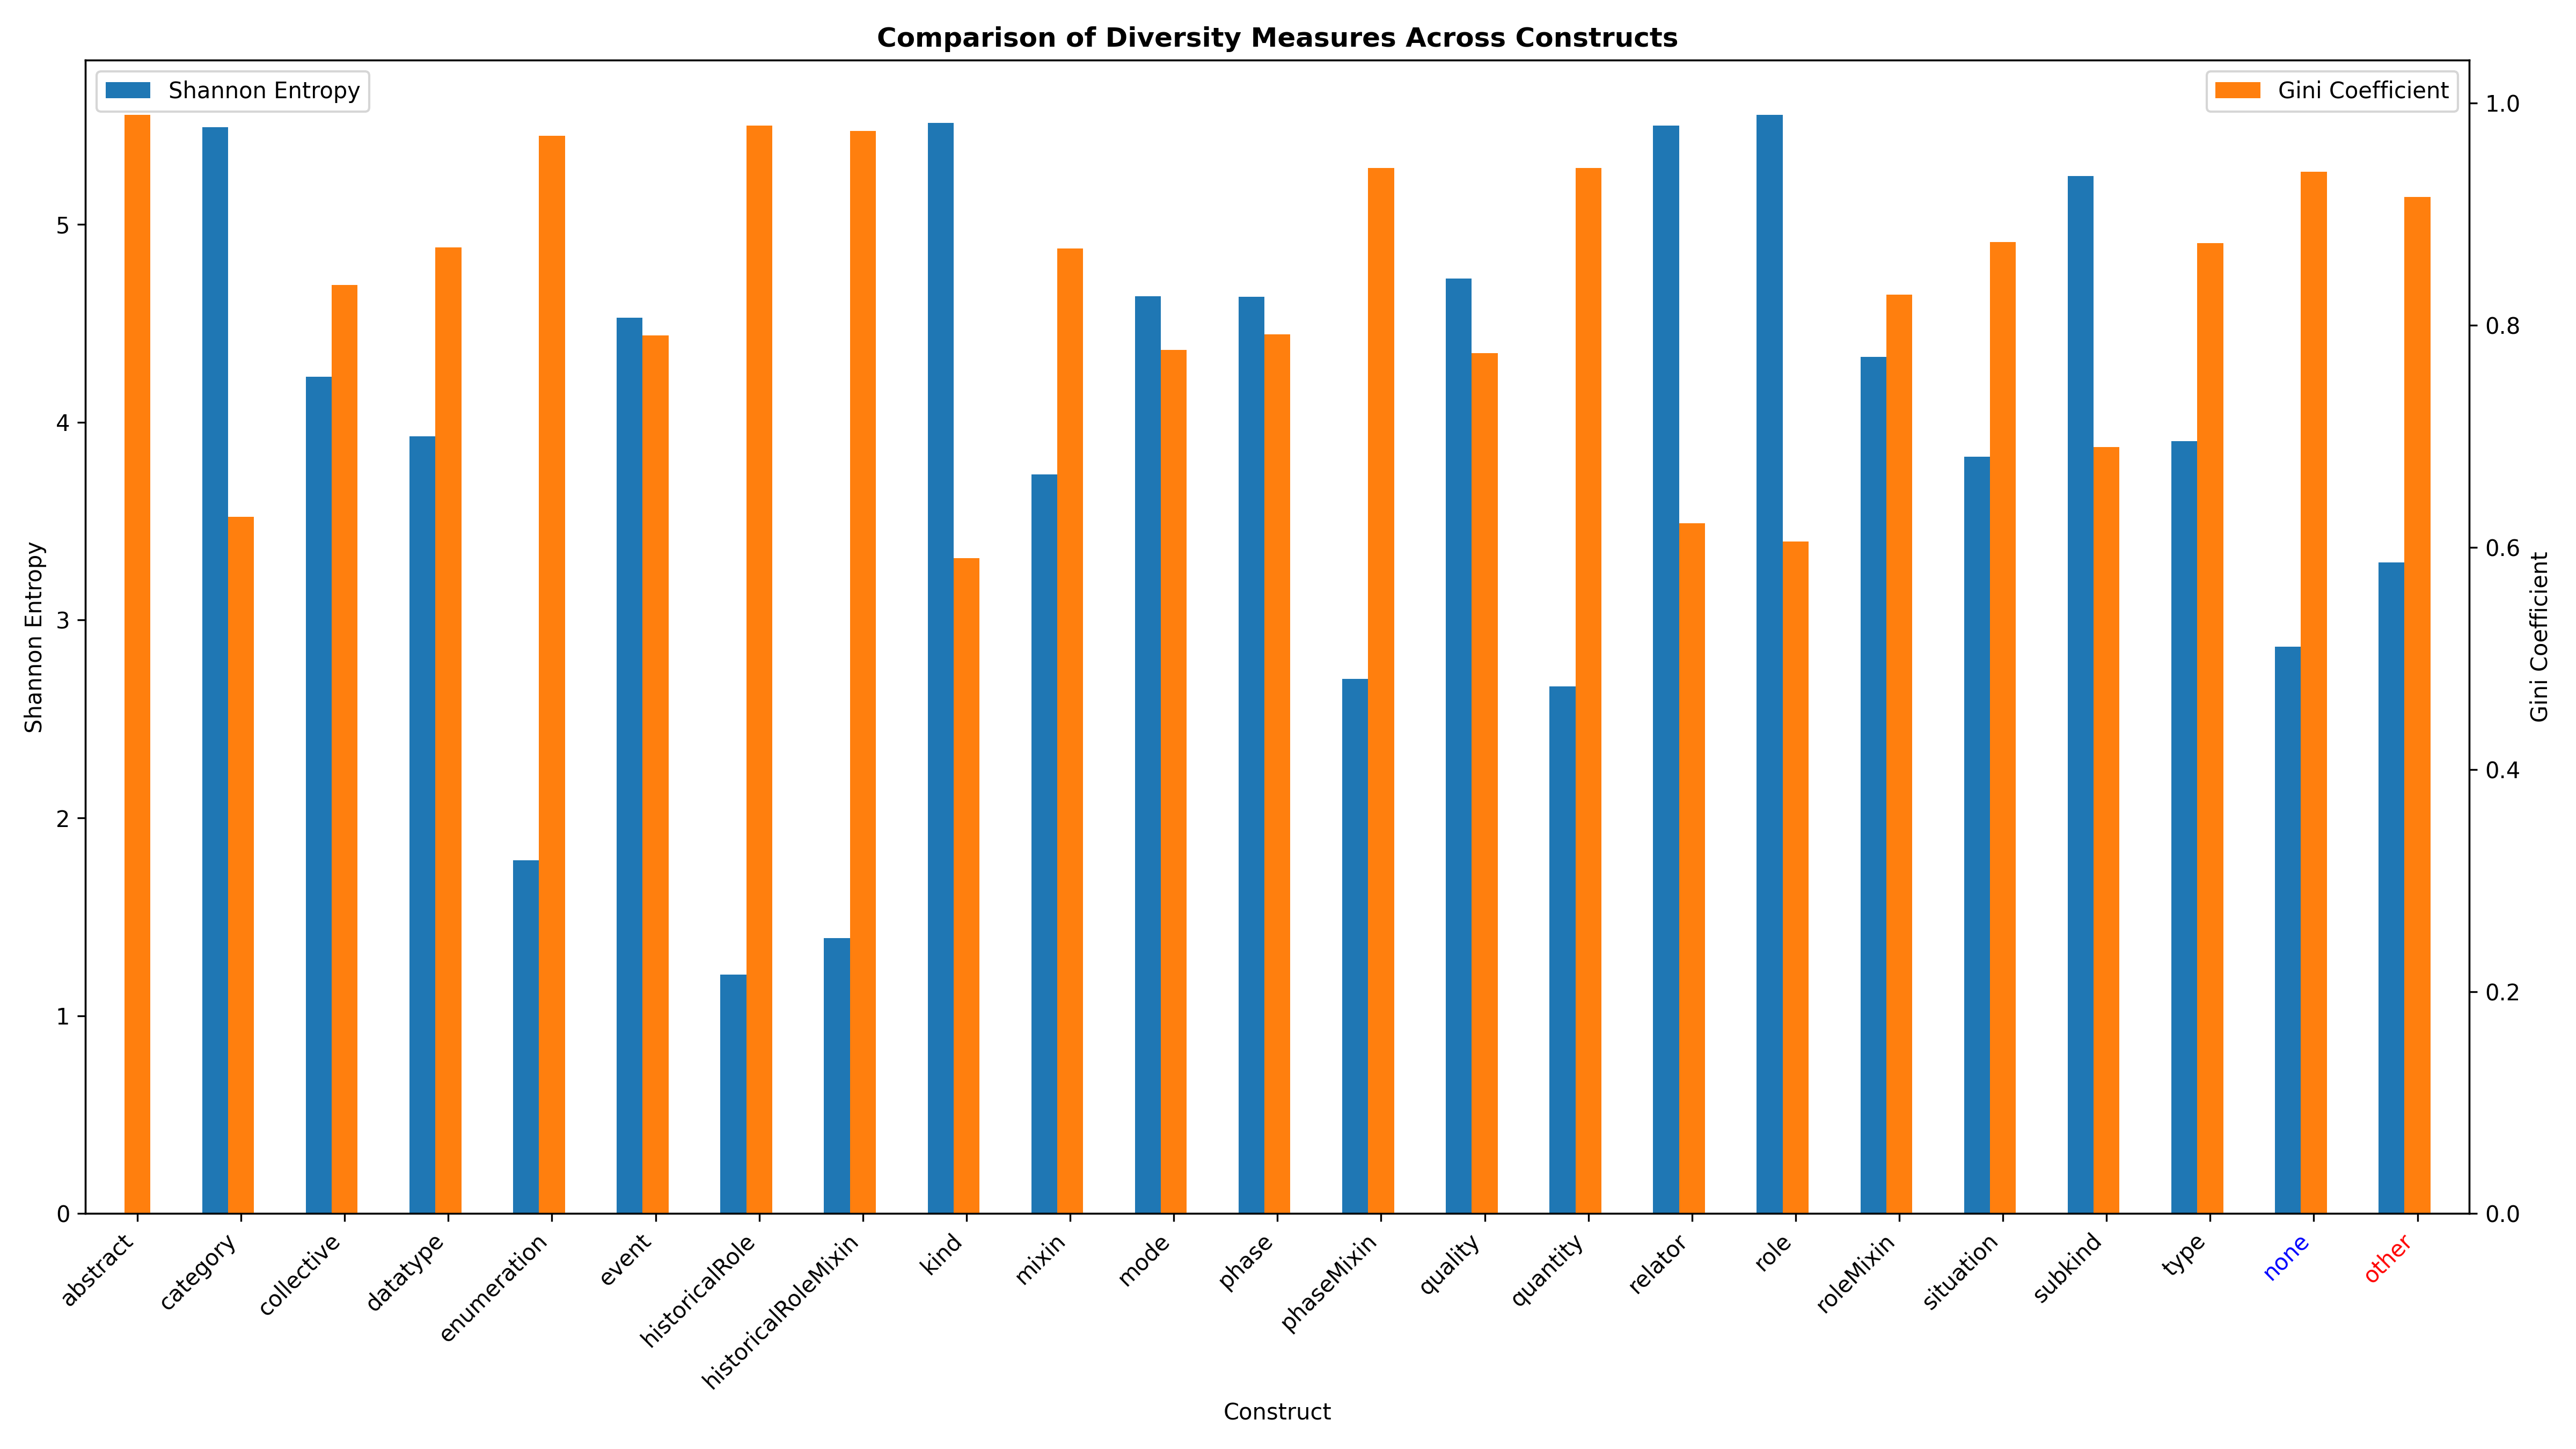 Comparison of Diversity Measures Across Constructs
Shannon Entropy
Gini Coefficient
Shannon Entropy
5
4
3
2
1
0
1.0
0.8
0.6
0.4
0.2
0.0
Gini Coefficient
abstract
category
collective
datatype
enumeration
event
historicalRole
historicalRoleMixin
kind
mixin
mode
phase
phaseMixin
quality
quantity
relator
role
roleMixin
situation
subkind
type
none
other
Construct